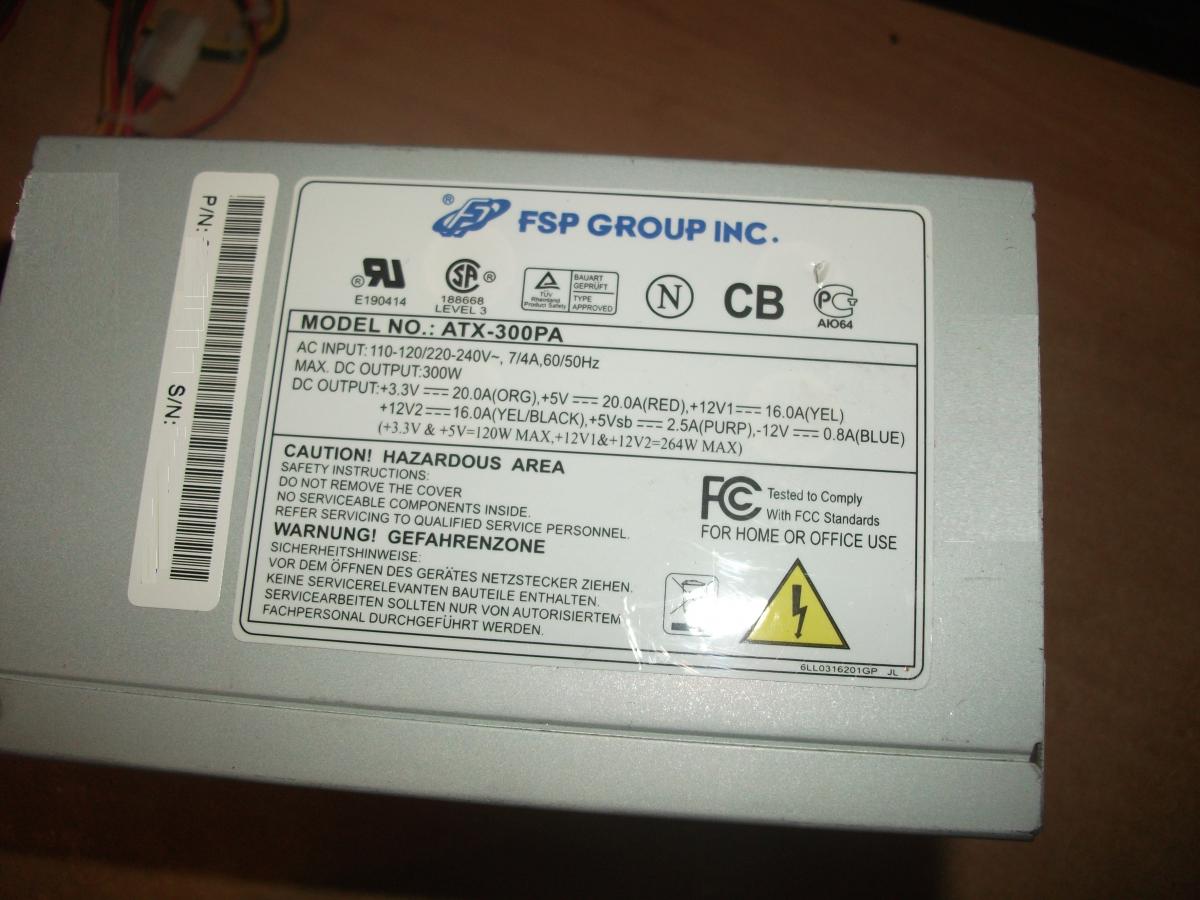 P/N:
S/N:
® FSP GROUP INC.
® E190414
188668 ®
LEVEL 3
TÜV
Rheinland
Product Safety
BAUART
GEPRÜFT
TYPE
APPROVED
N
CB
АЮ64
MODEL NO.: ATX-300PA
AC INPUT: 110-120/220-240V~, 7/4A,60/50Hz
MAX. DC OUTPUT:300W
DC OUTPUT:+3.3V ⎓ 20.0A(ORG),+5V ⎓ 20.0A(RED),+12V1⎓ 16.0A(YEL)
+12V2⎓16.0A(YEL/BLACK),+5Vsb ⎓ 2.5A(PURP),-12V ⎓ 0.8A(BLUE)
(+3.3V & +5V=120W MAX,+12V1&+12V2=264W MAX)
CAUTION! HAZARDOUS AREA
SAFETY INSTRUCTIONS:
DO NOT REMOVE THE COVER
NO SERVICEABLE COMPONENTS INSIDE.
REFER SERVICING TO QUALIFIED SERVICE PERSONNEL.
WARNUNG! GEFAHRENZONE
SICHERHEITSHINWEISE:
VOR DEM ÖFFNEN DES GERÄTES NETZSTECKER ZIEHEN.
KEINE SERVICERELEVANTEN BAUTEILE ENTHALTEN.
SERVICEARBEITEN SOLLTEN NUR VON AUTORISIERTEM
FACHPERSONAL DURCHGEFÜHRT WERDEN.
FC Tested to Comply
With FCC Standards
FOR HOME OR OFFICE USE
6LL0316201GP JL